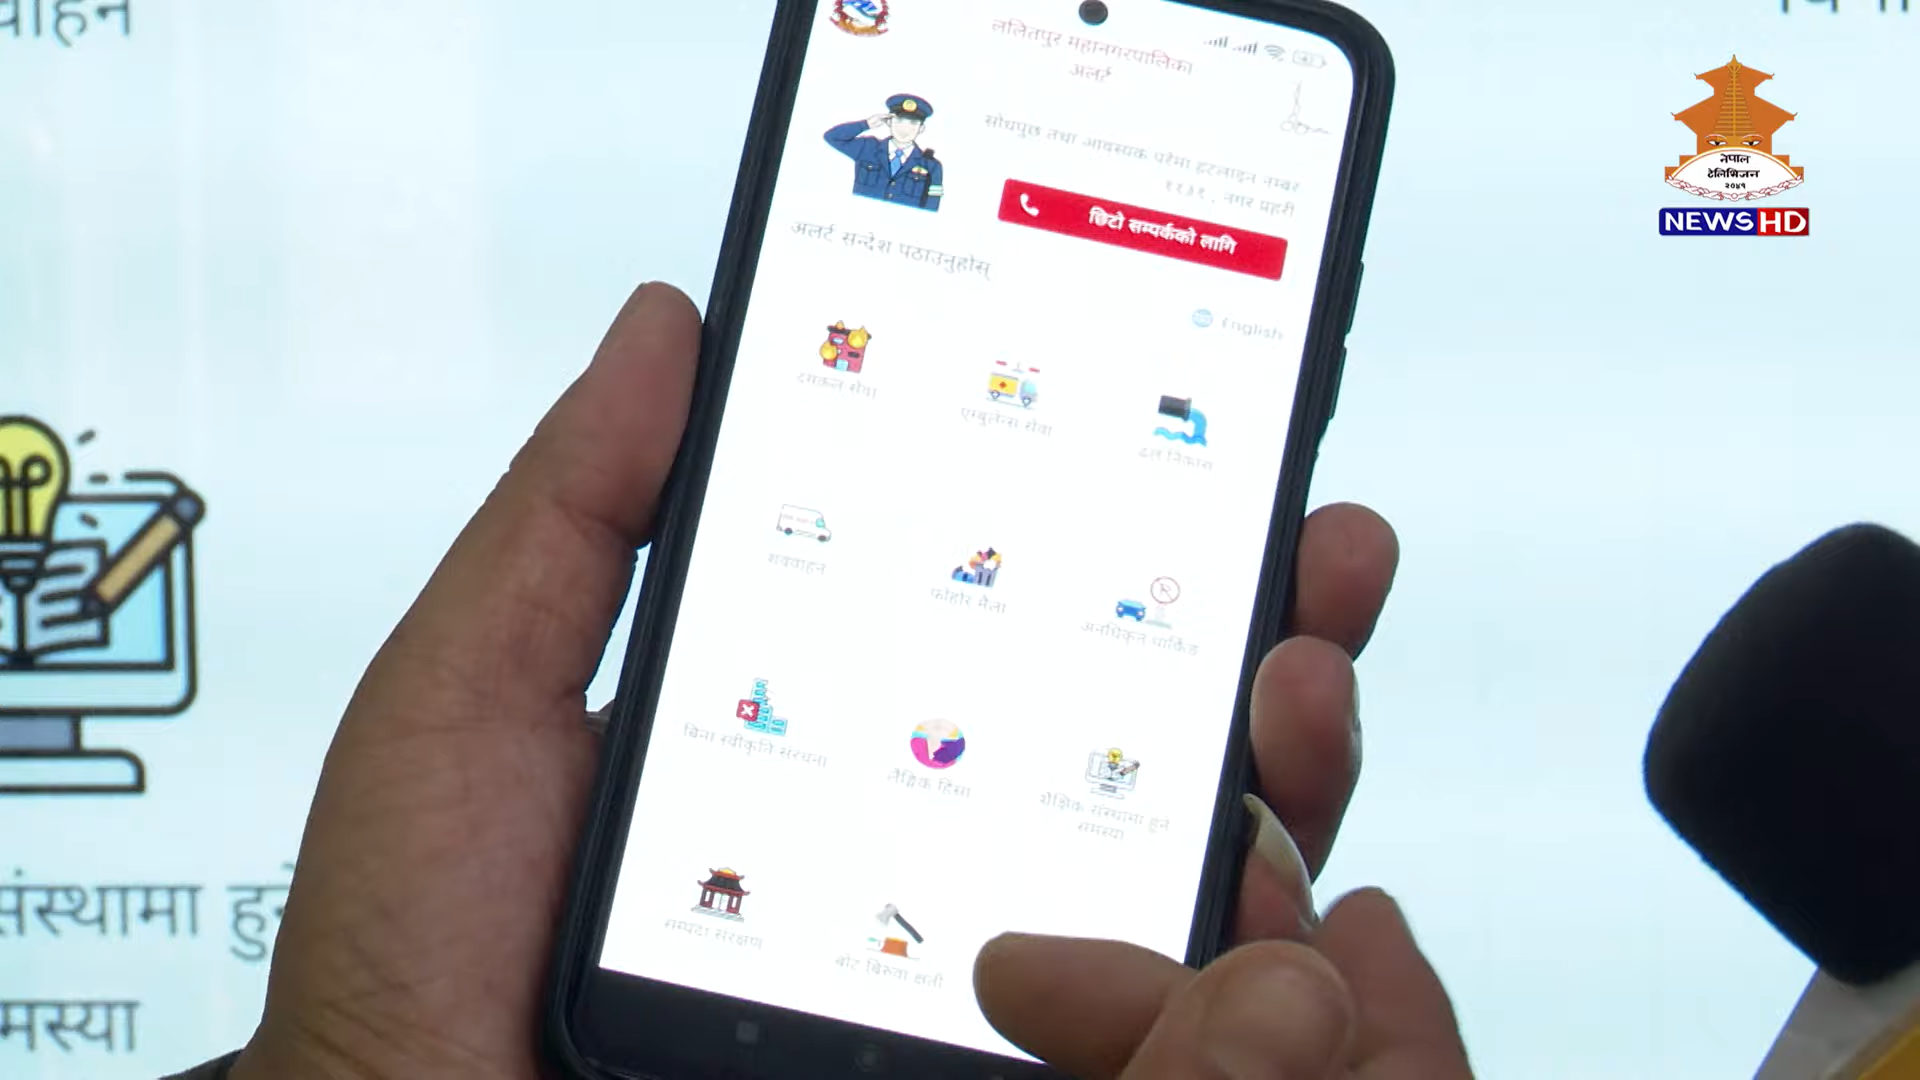 वाहन
ललितपुर महानगरपालिका
अलर्ट
सोधपुछ तथा आवश्यक परेमा हटलाइन नम्बर
नगर प्रहरी
छिटो सम्पर्कको लागि
अलर्ट सन्देश पठाउनुहोस्
English
दमकल सेवा
एम्बुलेन्स सेवा
ढल निकास
शववाहन
फोहोर मैला
अनधिकृत पार्किङ
बिना स्वीकृति संरचना
लैङ्गिक हिंसा
शैक्षिक संस्थामा हुने
समस्या
सम्पदा संरक्षण
बोट बिरुवा क्षती
संस्थामा हुने
मस्या
नेपाल
टेलिभिजन
२०४१
NEWS HD